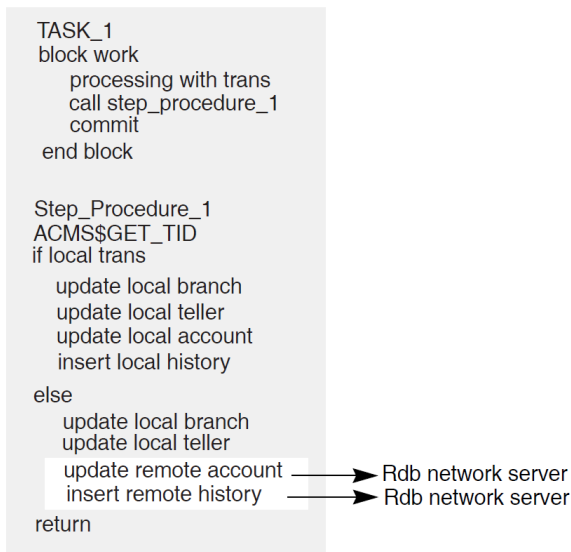 TASK_1
block work
processing with trans
call step_procedure_1
commit
end block
Step_Procedure_1
ACMS$GET_TID
if local trans
update local branch
update local teller
update local account
insert local history
else
update local branch
update local teller
update remote account Rdb network server
insert remote history Rdb network server
return